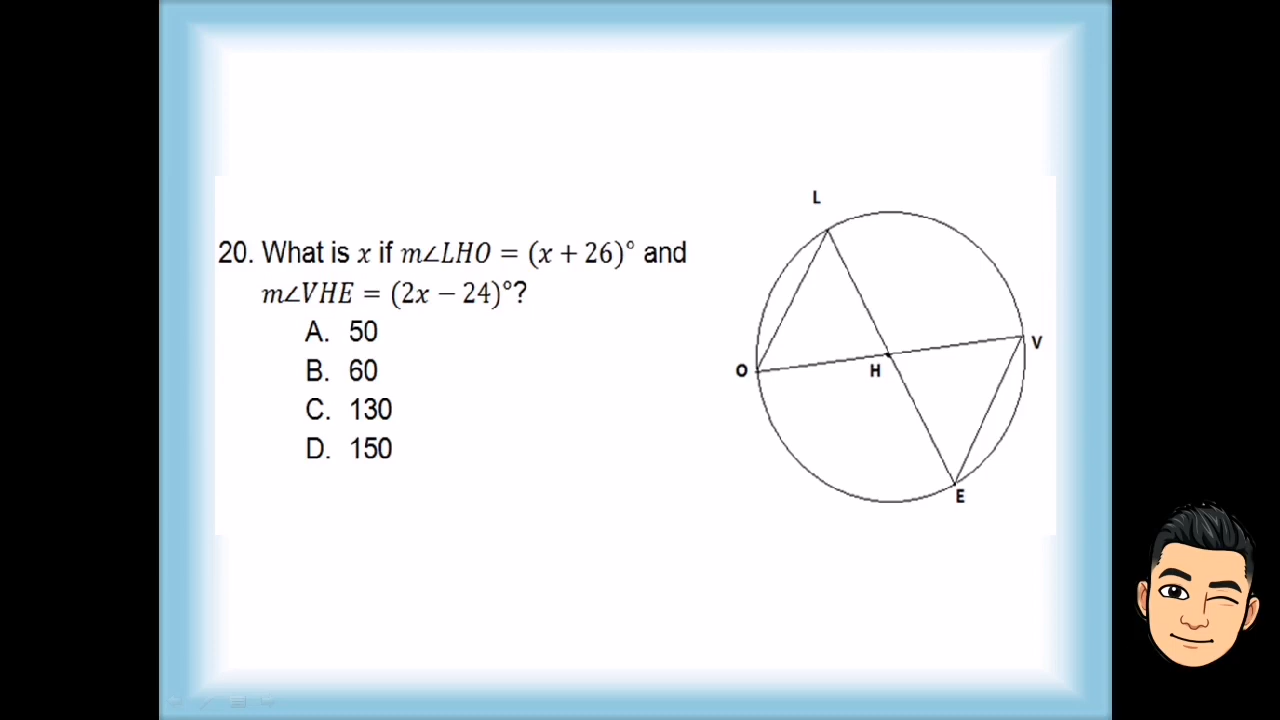 20. What is x if m∠LHO = (x + 26)° and
m∠VHE = (2x − 24)°?
A. 50
B. 60
C. 130
D. 150
L
O
H
V
E